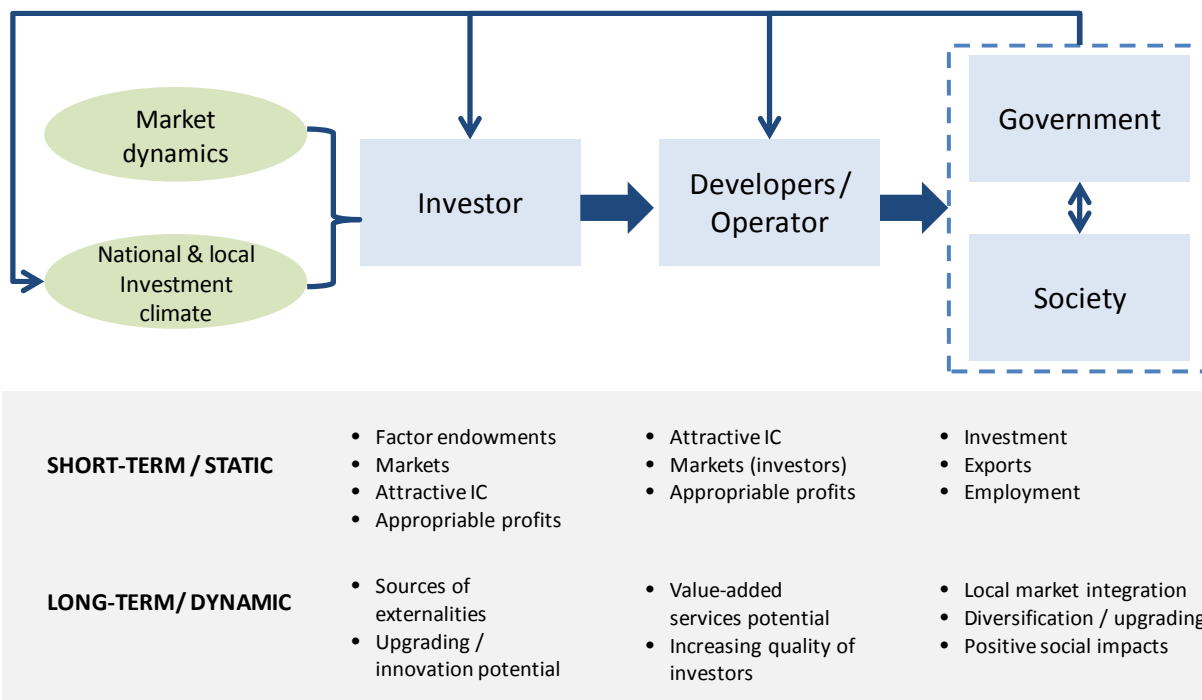 Market
dynamics
National & local
Investment
climate
Investor
Developers/
Operator
Government
Society
SHORT-TERM / STATIC
• Factor endowments
• Markets
• Attractive IC
• Appropriable profits
• Attractive IC
• Markets (investors)
• Appropriable profits
• Investment
• Exports
• Employment
LONG-TERM/ DYNAMIC
• Sources of
externalities
• Upgrading /
innovation potential
• Value-added
services potential
• Increasing quality of
investors
• Local market integration
• Diversification / upgrading
• Positive social impacts